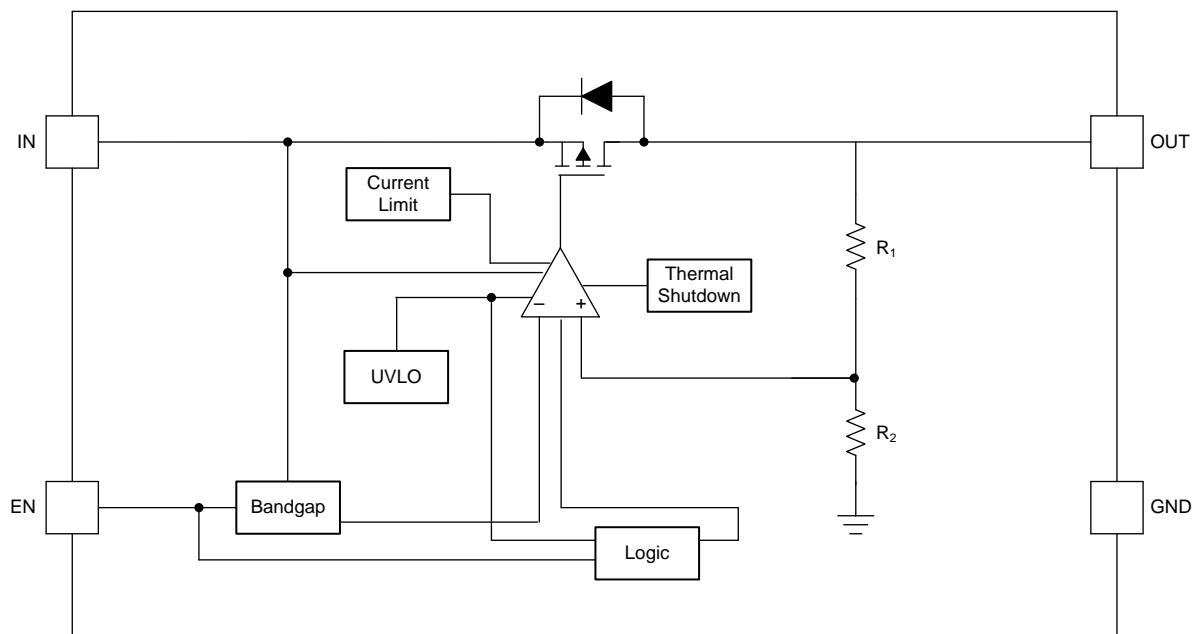 IN
OUT
Current
Limit
R1
Thermal
Shutdown
−
+
UVLO
R2
EN
Bandgap
GND
Logic